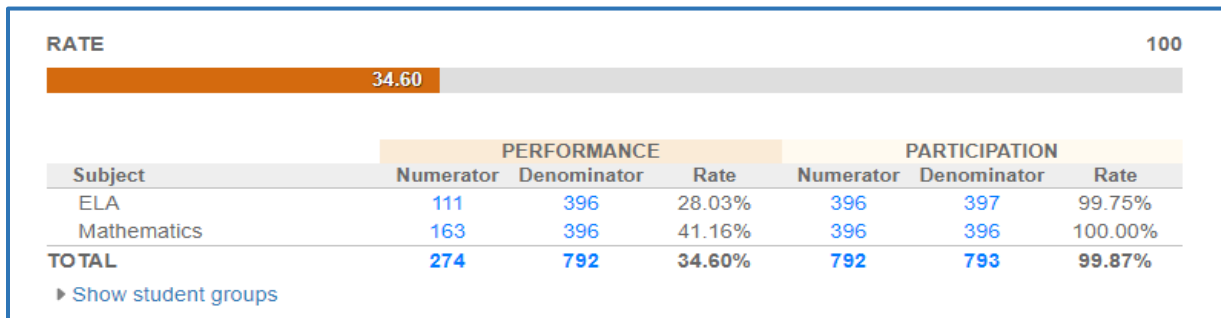 RATE 100
34.60
PERFORMANCE PARTICIPATION
Subject Numerator Denominator Rate Numerator Denominator Rate
ELA 111 396 28.03% 396 397 99.75%
Mathematics 163 396 41.16% 396 396 100.00%
TOTAL 274 792 34.60% 792 793 99.87%
Show student groups